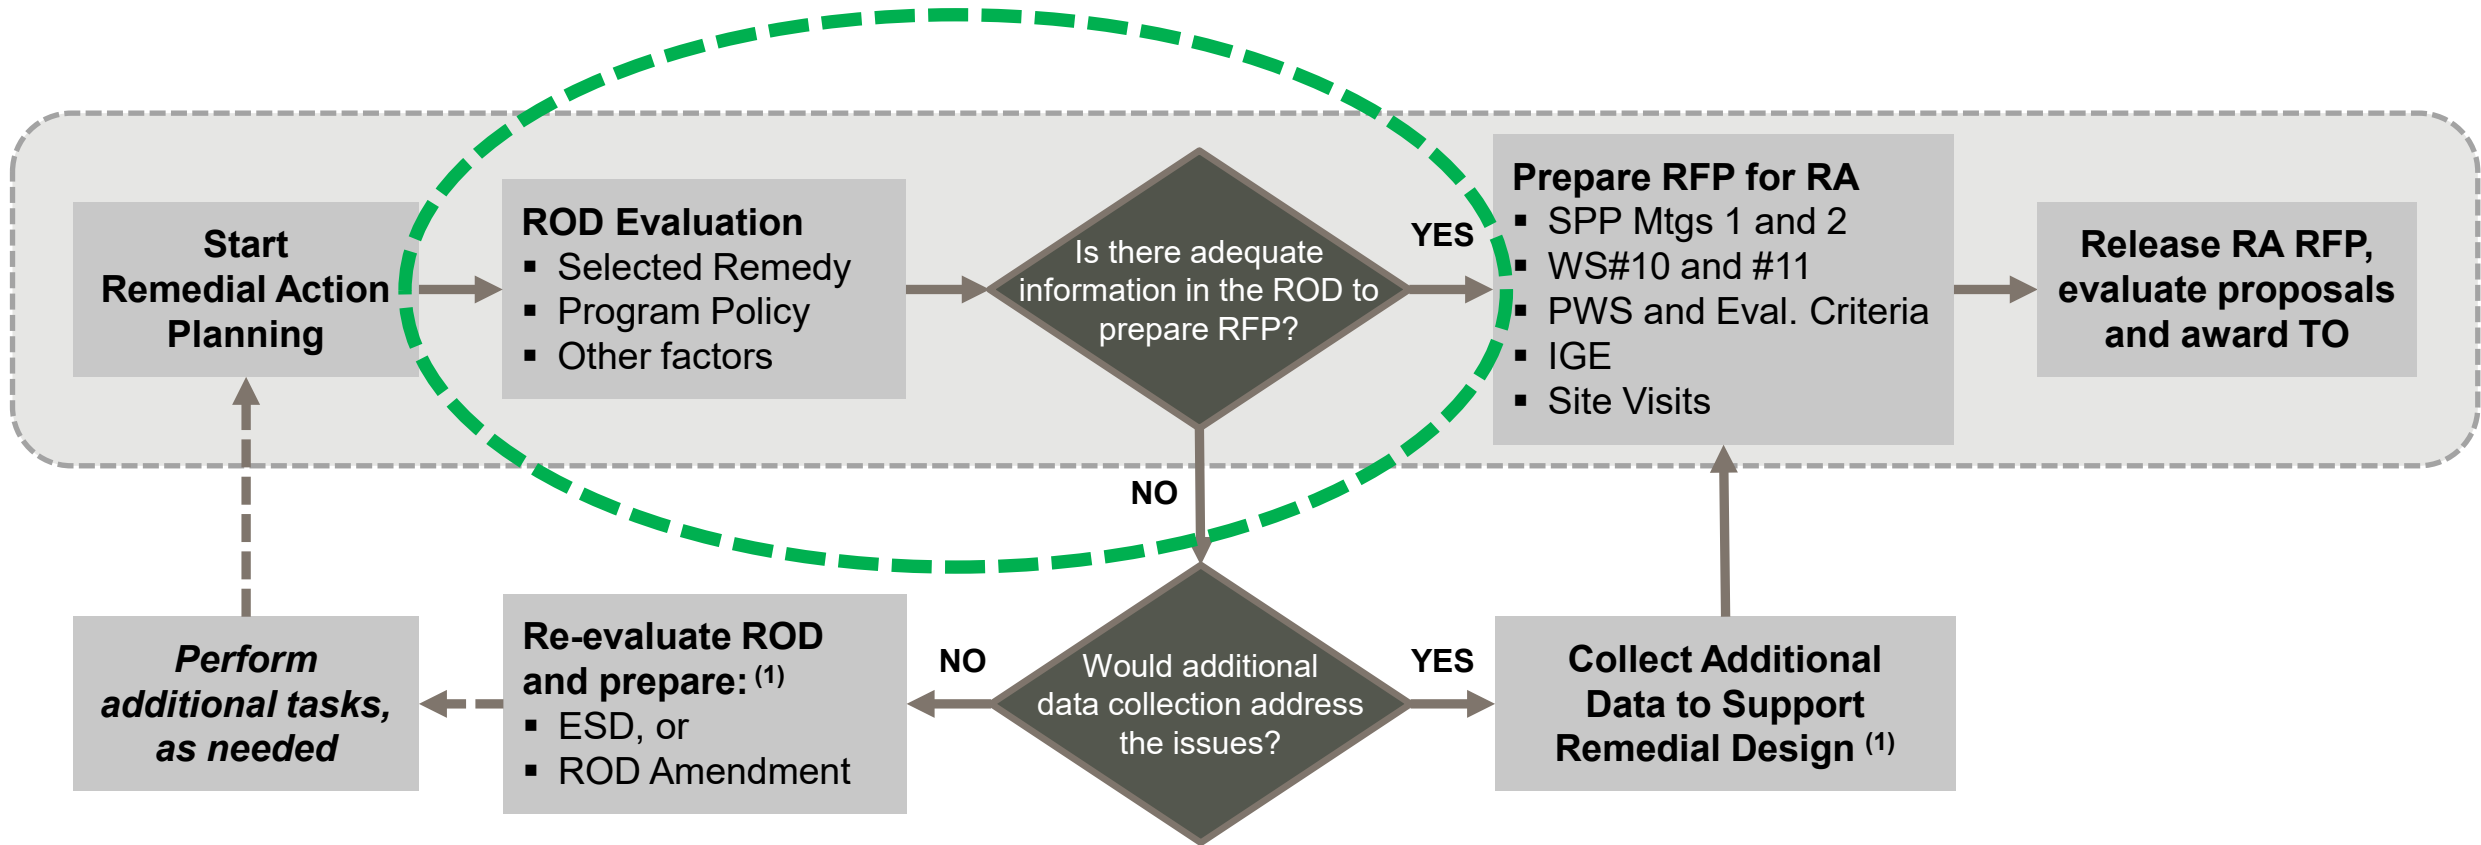 Start
Remedial Action
Planning
ROD Evaluation
▪ Selected Remedy
▪ Program Policy
▪ Other factors
Is there adequate
information in the ROD to
prepare RFP?
YES
Prepare RFP for RA
▪ SPP Mtgs 1 and 2
▪ WS#10 and #11
▪ PWS and Eval. Criteria
▪ IGE
▪ Site Visits
Release RA RFP,
evaluate proposals
and award TO
NO
Perform
additional tasks,
as needed
Re-evaluate ROD
and prepare: (1)
▪ ESD, or
▪ ROD Amendment
NO
Would additional
data collection address
the issues?
YES
Collect Additional
Data to Support
Remedial Design (1)